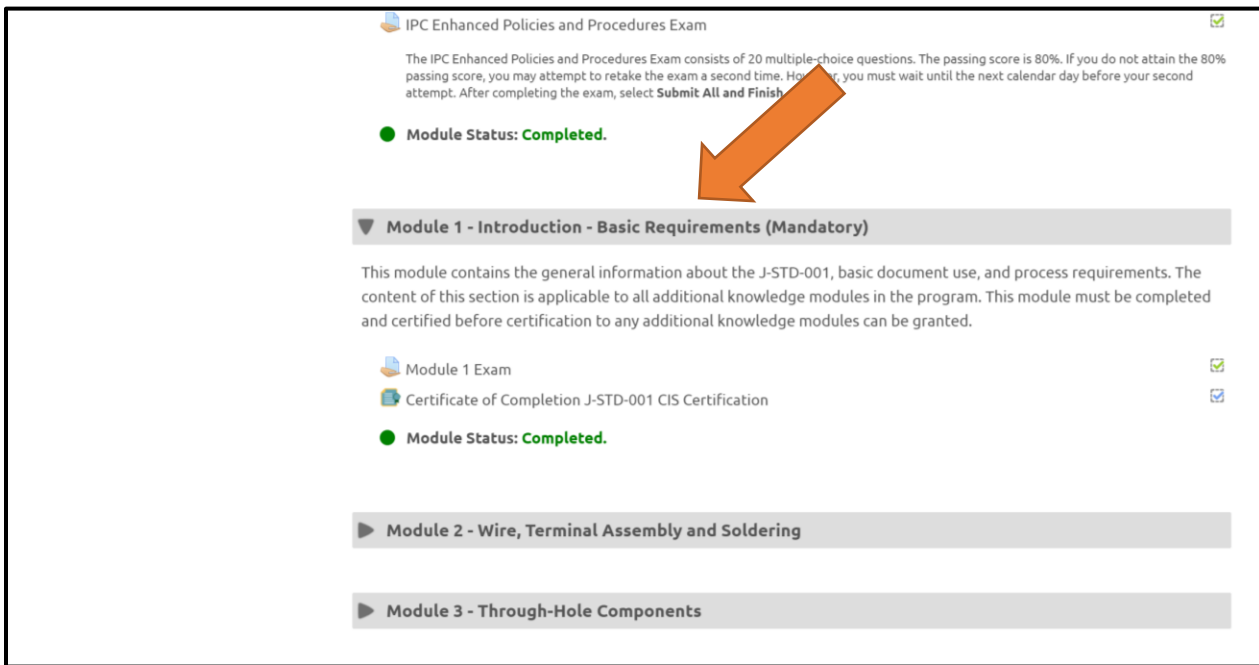 IPC Enhanced Policies and Procedures Exam
The IPC Enhanced Policies and Procedures Exam consists of 20 multiple-choice questions. The passing score is 80%. If you do not attain the 80%
passing score, you may attempt to retake the exam a second time. However, you must wait until the next calendar day before your second
attempt. After completing the exam, select Submit All and Finish
Module Status: Completed.
Module 1 - Introduction - Basic Requirements (Mandatory)
This module contains the general information about the J-STD-001, basic document use, and process requirements. The
content of this section is applicable to all additional knowledge modules in the program. This module must be completed
and certified before certification to any additional knowledge modules can be granted.
Module 1 Exam
Certificate of Completion J-STD-001 CIS Certification
Module Status: Completed.
Module 2 - Wire, Terminal Assembly and Soldering
Module 3 - Through-Hole Components